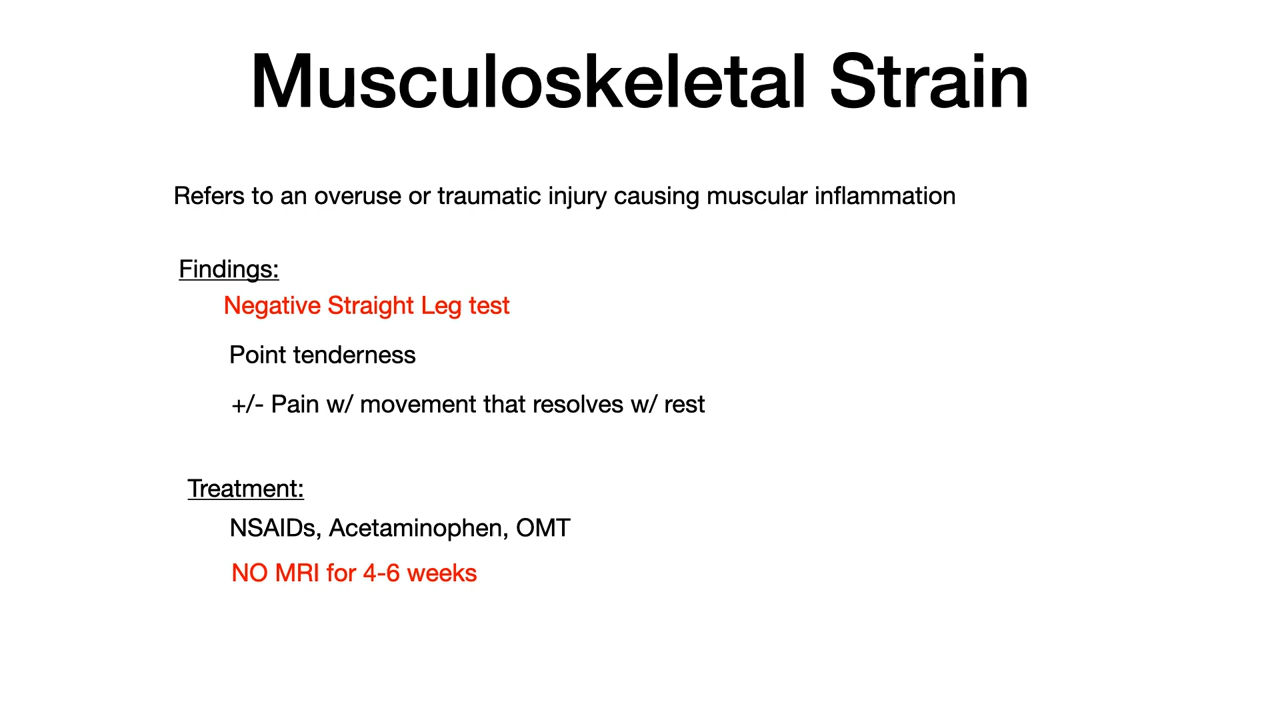 Musculoskeletal Strain
Refers to an overuse or traumatic injury causing muscular inflammation
Findings:
Negative Straight Leg test
Point tenderness
+/- Pain w/ movement that resolves w/ rest
Treatment:
NSAIDs, Acetaminophen, OMT
NO MRI for 4-6 weeks